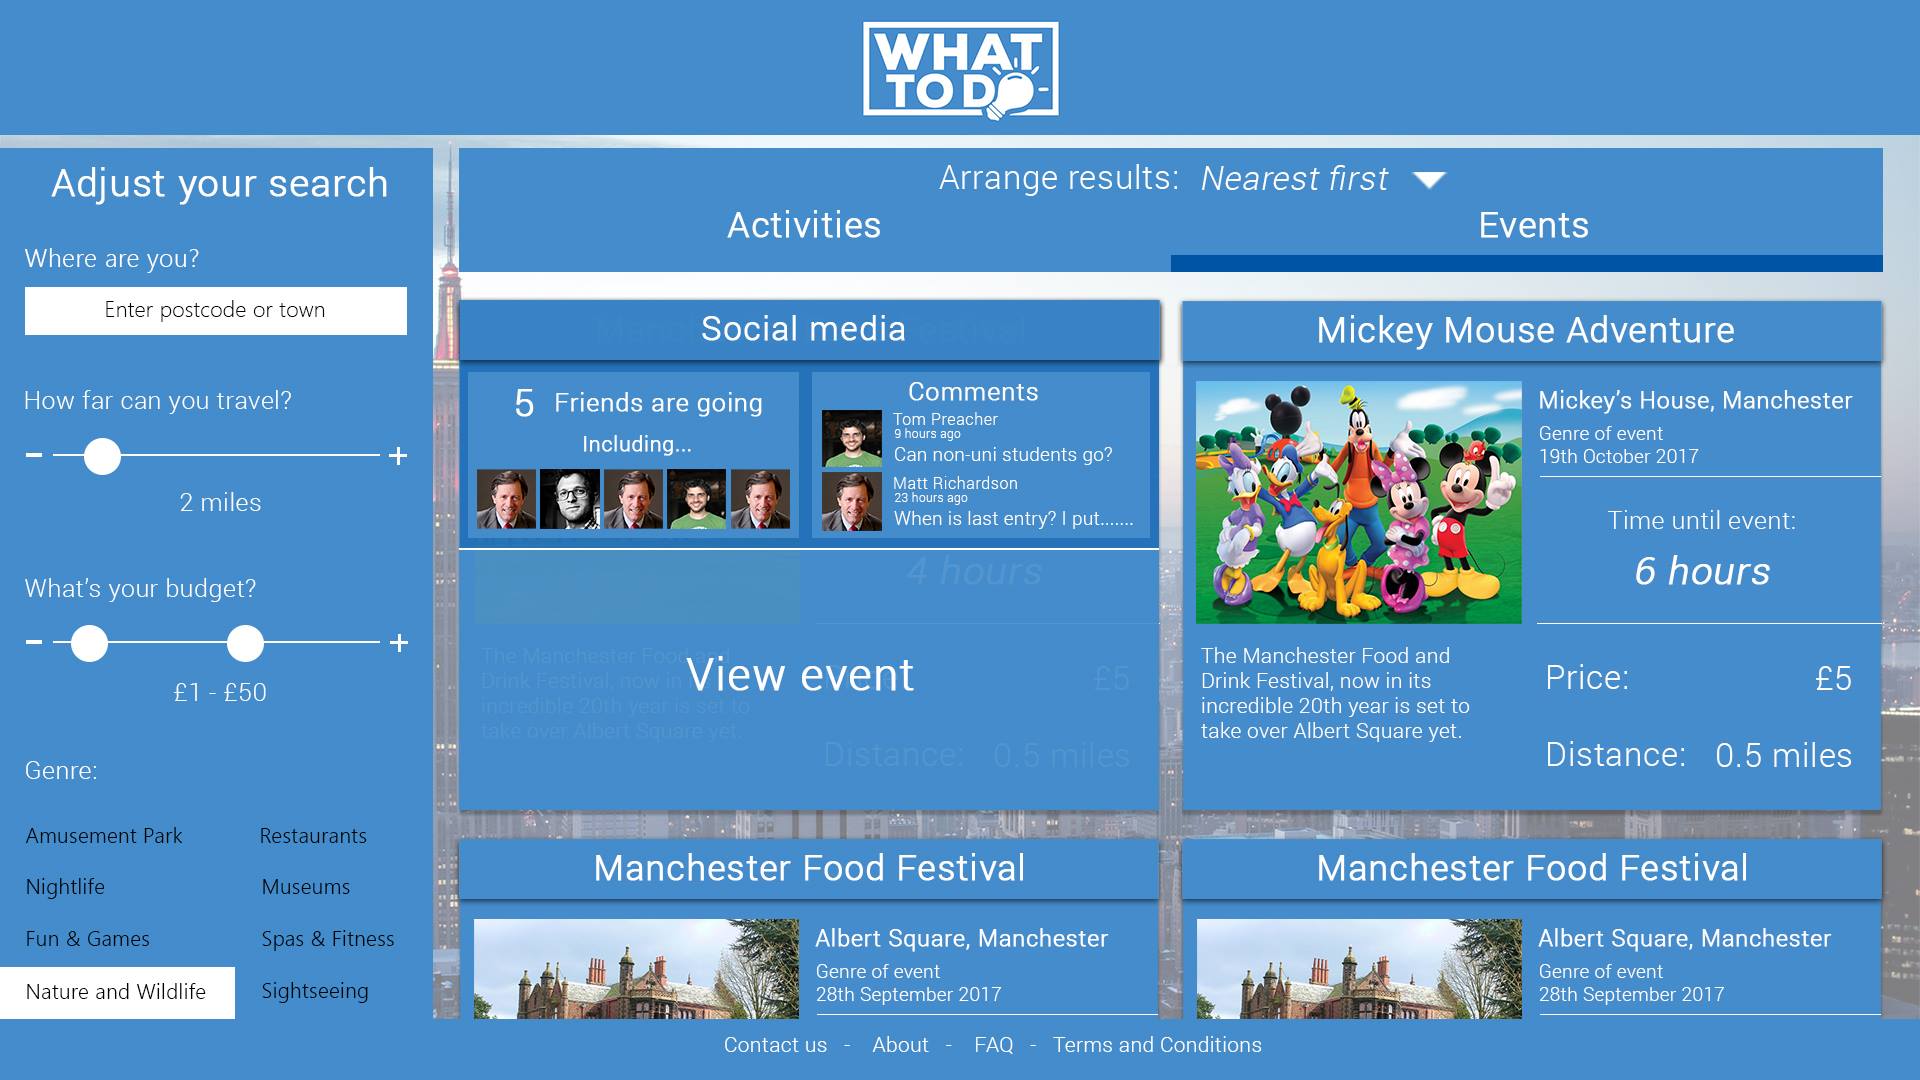 WHAT
TO DO
Adjust your search
Where are you?
Enter postcode or town
How far can you travel?
2 miles
What's your budget?
£1 - £50
Genre:
Amusement Park
Restaurants
Nightlife
Museums
Fun & Games
Spas & Fitness
Nature and Wildlife
Sightseeing
Arrange results: Nearest first
Activities
Events
Social media
5 Friends are going
Including...
Comments
Tom Preacher
9 hours ago
Can non-uni students go?
Matt Richardson
23 hours ago
When is last entry? I put.......
4 hours
View event
The Manchester Food and
Drink Festival, now in its
incredible 20th year is set to
take over Albert Square yet.
£5
Distance: 0.5 miles
Mickey Mouse Adventure
Mickey's House, Manchester
Genre of event
19th October 2017
Time until event:
6 hours
The Manchester Food and
Drink Festival, now in its
incredible 20th year is set to
take over Albert Square yet.
Price: £5
Distance: 0.5 miles
Manchester Food Festival
Albert Square, Manchester
Genre of event
28th September 2017
Manchester Food Festival
Albert Square, Manchester
Genre of event
28th September 2017
Contact us - About - FAQ - Terms and Conditions